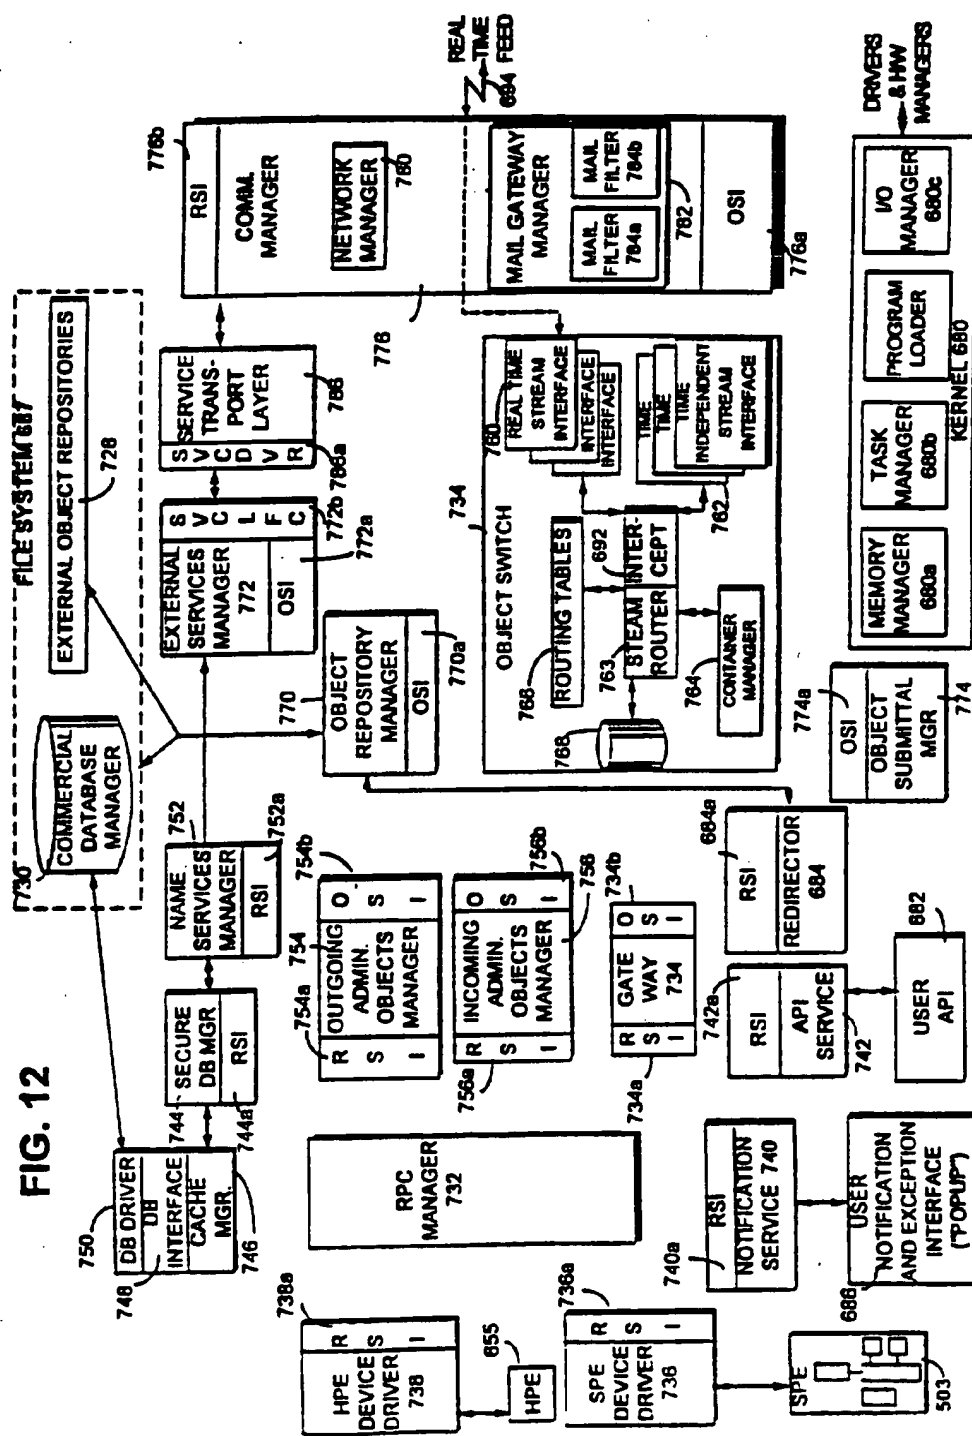 FIG. 12
FILE SYSTEM 687
730
COMMERCIAL
DATABASE
MANAGER
EXTERNAL OBJECT REPOSITORIES
728
750
DB DRIVER
DB
INTERFACE
CACHE
MGR.
748
746
744
SECURE
DB MGR
RSI
744a
752
NAME
SERVICES
MANAGER
RSI
752a
EXTERNAL
SERVICES
MANAGER
772
OSI
772a
S
V
C
L
F
C
772b
S
V
C
D
V
R
786a
SERVICE
TRANS-
PORT
LAYER
786
776b
RSI
COMM.
MANAGER
NETWORK
MANAGER
780
776
REAL
TIME
FEED
694
MAIL GATEWAY
MANAGER
MAIL
FILTER
784a
MAIL
FILTER
784b
782
OSI
776a
738a
HPE
DEVICE
DRIVER
738
R
S
I
655
HPE
RPC
MANAGER
732
754a
754
754b
R
S
I
OUTGOING
ADMIN.
OBJECTS
MANAGER
O
S
I
770
OBJECT
REPOSITORY
MANAGER
OSI
770a
756a
R
S
I
INCOMING
ADMIN.
OBJECTS
MANAGER
O
S
I
756b
756
734
OBJECT SWITCH
766
ROUTING TABLES
760
REAL TIME
STREAM
INTERFACE
INTERFACE
INTERFACE
692
763
STEAM
ROUTER
INTER-
CEPT
768
764
CONTAINER
MANAGER
762
TIME
TIME
TIME
INDEPENDENT
STREAM
INTERFACE
736a
SPE
DEVICE
DRIVER
736
R
S
I
SPE
503
734a
R
S
I
GATE
WAY
734
O
S
I
734b
740a
RSI
NOTIFICATION
SERVICE 740
686
USER
NOTIFICATION
AND EXCEPTION
INTERFACE
("POPUP")
742a
RSI
API
SERVICE
742
USER
API
682
684a
RSI
REDIRECTOR
684
774a
OSI
OBJECT
SUBMITTAL
MGR
774
MEMORY
MANAGER
680a
TASK
MANAGER
680b
PROGRAM
LOADER
I/O
MANAGER
680c
KERNEL 680
DRIVERS
& H/W
MANAGERS